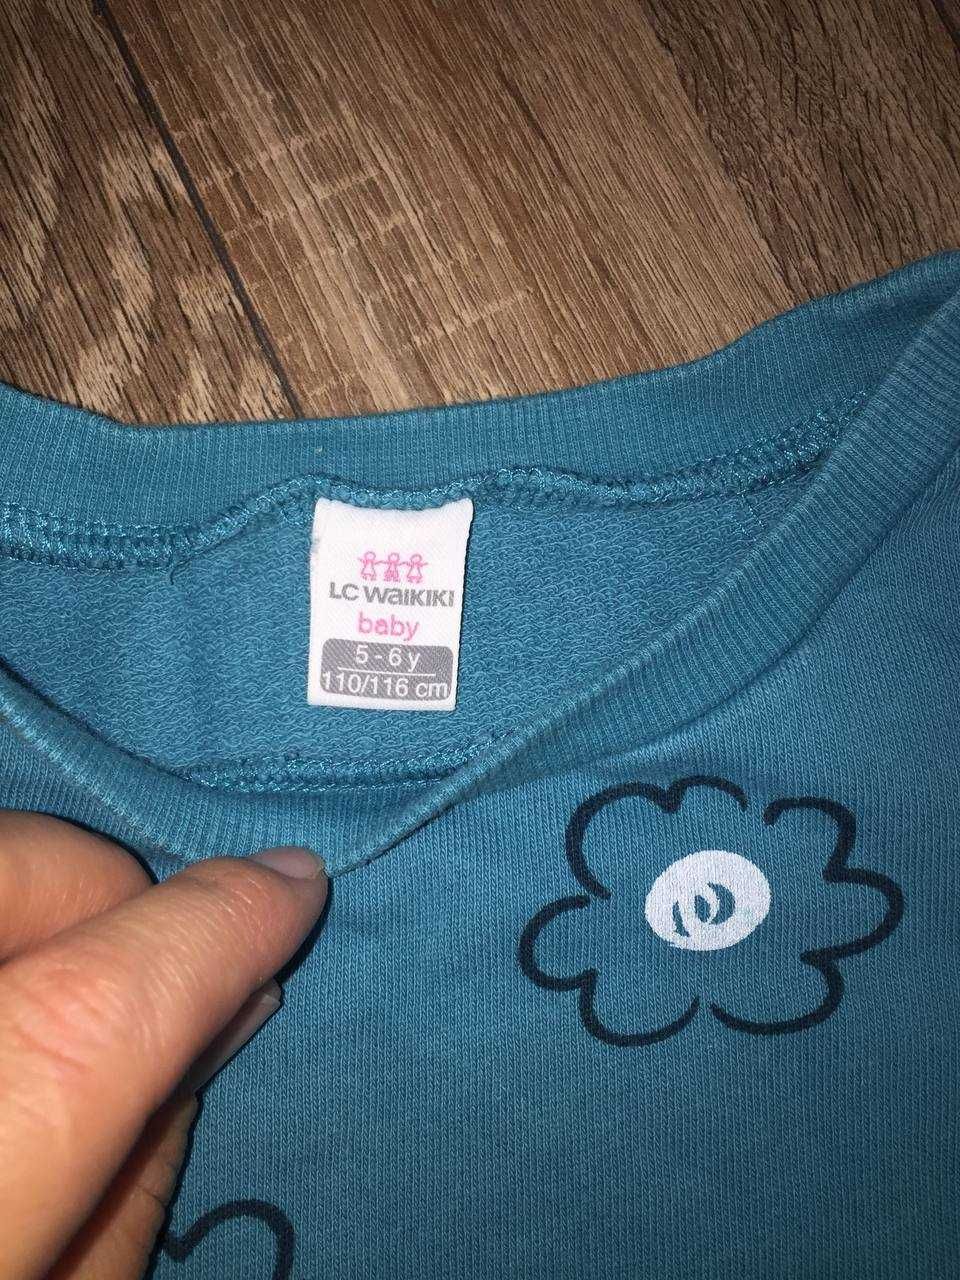 LC WAIKIKI
baby
5 - 6 y
110/116 cm